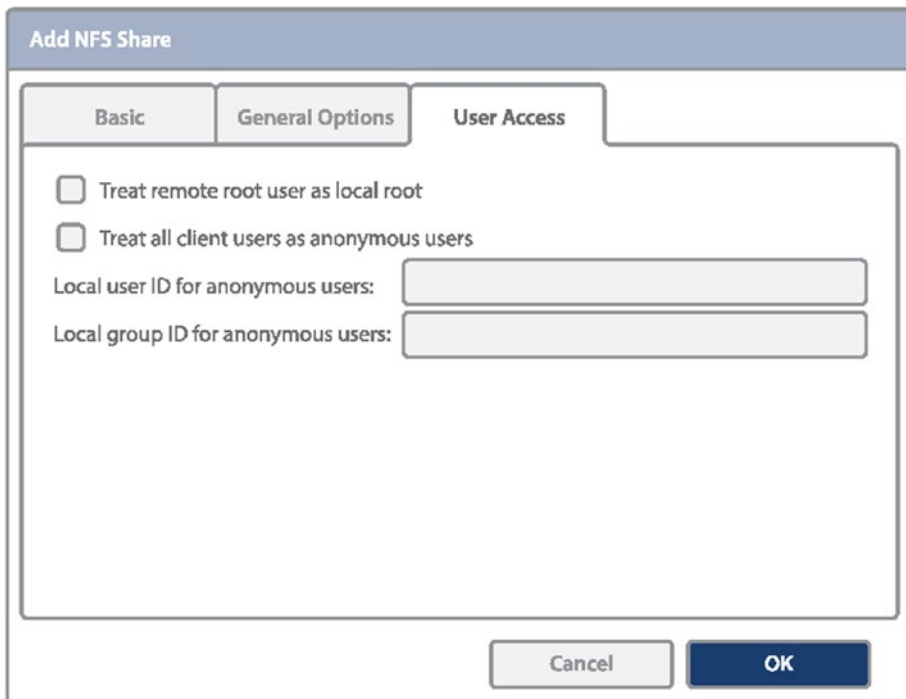 Add NFS Share
Basic
General Options
User Access
Treat remote root user as local root
Treat all client users as anonymous users
Local user ID for anonymous users:
Local group ID for anonymous users:
Cancel
OK